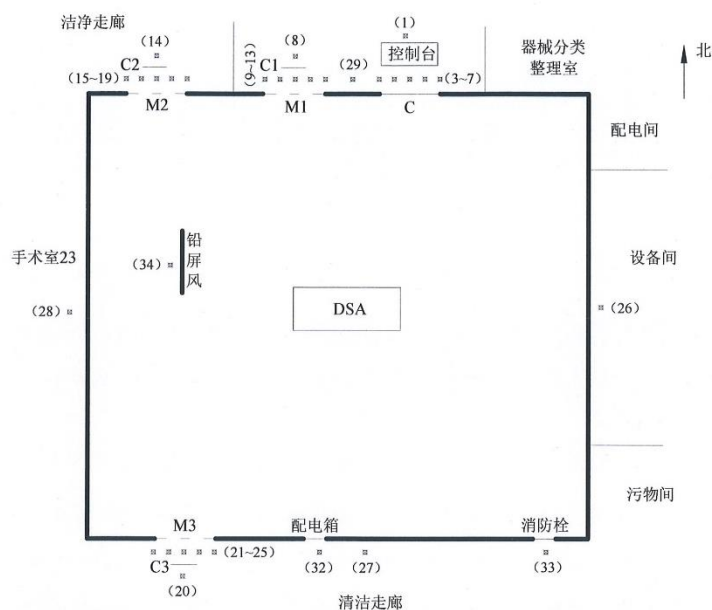 洁净走廊
(14)
C2
(15~19)
M2
(9~13)
(8)
C1
M1
(29)
(1)
控制台
(3~7)
C
器械分类
整理室
北
配电间
手术室23
铅
屏
风
(34)
设备间
(28)
DSA
(26)
污物间
M3
配电箱
消防栓
C3
(21~25)
(20)
(32)
(27)
(33)
清洁走廊